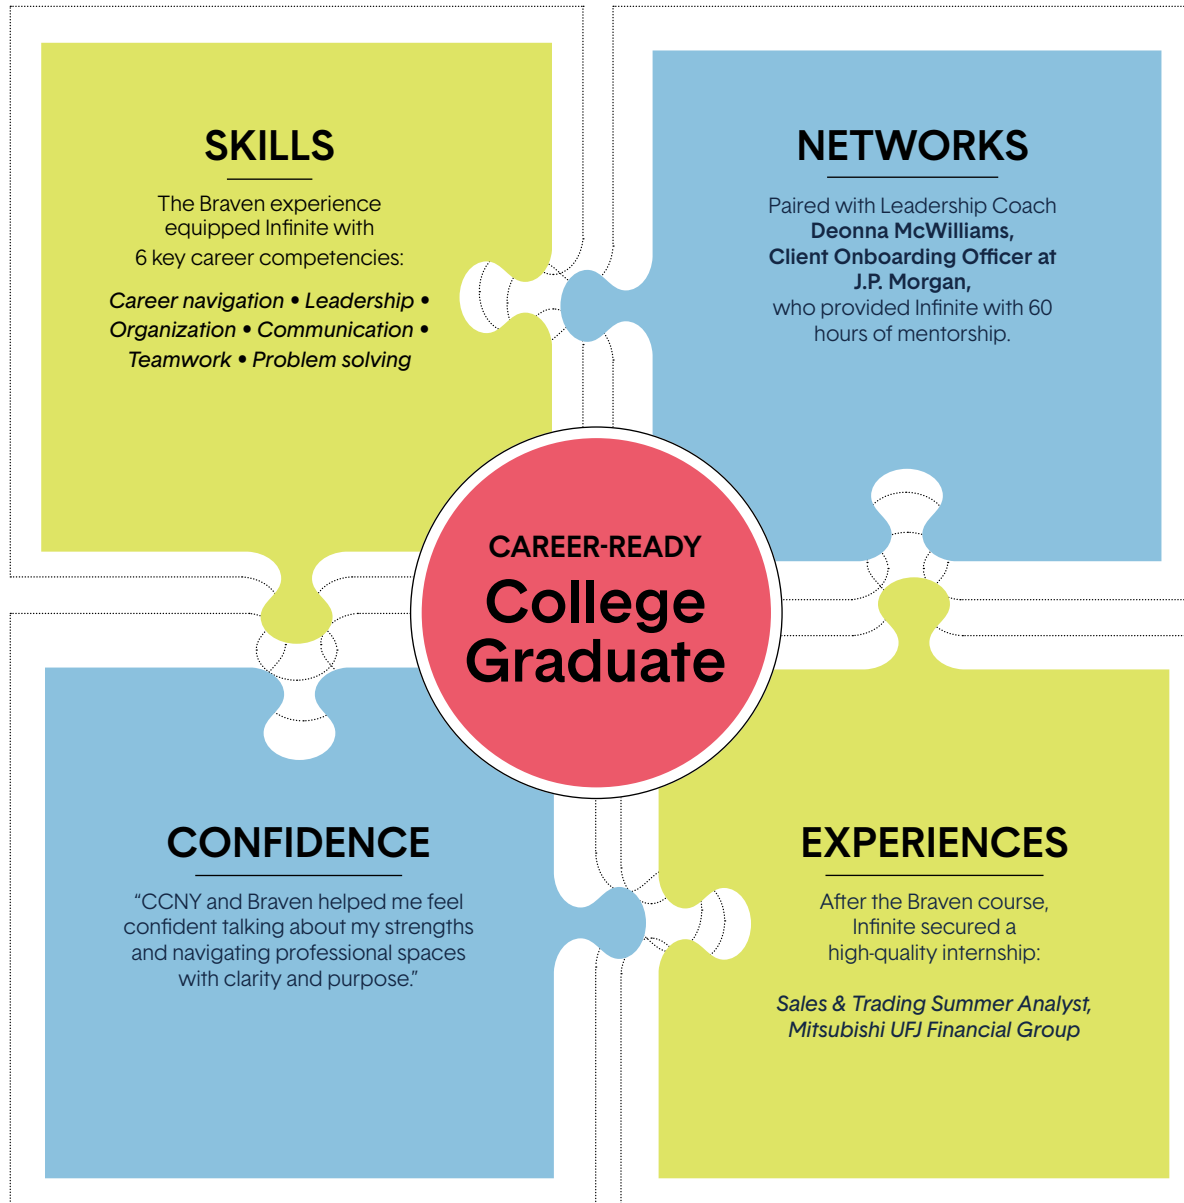 SKILLS
The Braven experience
equipped Infinite with
6 key career competencies:
Career navigation • Leadership •
Organization • Communication •
Teamwork • Problem solving
NETWORKS
Paired with Leadership Coach
Deonna McWilliams,
Client Onboarding Officer at
J.P. Morgan,
who provided Infinite with 60
hours of mentorship.
CAREER-READY
College
Graduate
CONFIDENCE
“CCNY and Braven helped me feel
confident talking about my strengths
and navigating professional spaces
with clarity and purpose.”
EXPERIENCES
After the Braven course,
Infinite secured a
high-quality internship:
Sales & Trading Summer Analyst,
Mitsubishi UFJ Financial Group